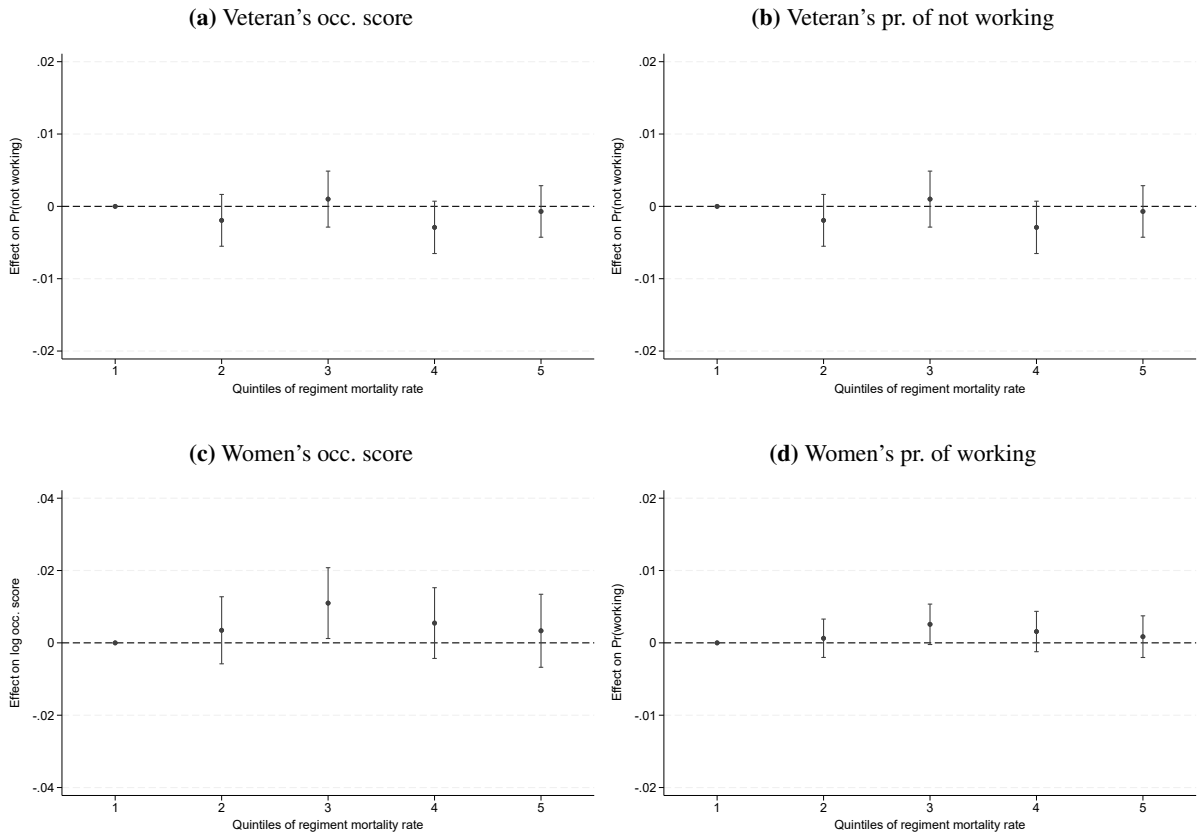 (a) Veteran’s occ. score
.02
.01
0
-.01
-.02
Effect on Pr(not working)
1 2 3 4 5
Quintiles of regiment mortality rate
(b) Veteran’s pr. of not working
.02
.01
0
-.01
-.02
Effect on Pr(not working)
1 2 3 4 5
Quintiles of regiment mortality rate
(c) Women’s occ. score
.04
.02
0
-.02
-.04
Effect on log occ. score
1 2 3 4 5
Quintiles of regiment mortality rate
(d) Women’s pr. of working
.02
.01
0
-.01
-.02
Effect on Pr(working)
1 2 3 4 5
Quintiles of regiment mortality rate